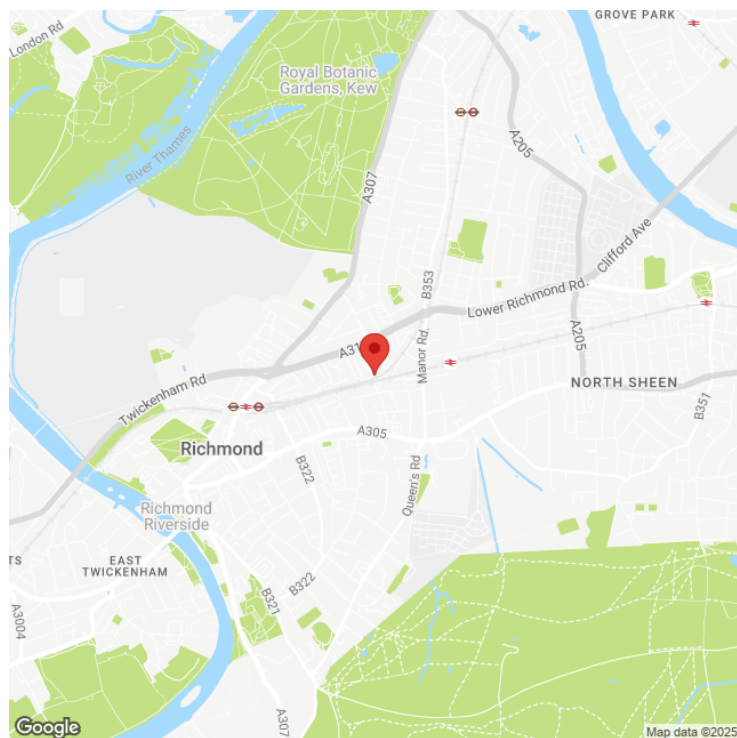 GROVE PARK
London Rd
Royal Botanic
Gardens, Kew
A205
River Thames
A307
Clifford Ave
B353
Lower Richmond Rd.
A31
Manor Rd.
A205
Twickenham Rd
NORTH SHEEN
B351
A305
Richmond
B322
Queen's Rd
Richmond
Riverside
TS
EAST
TWICKENHAM
B322
B321
A3004
A307
Google
Map data ©2025